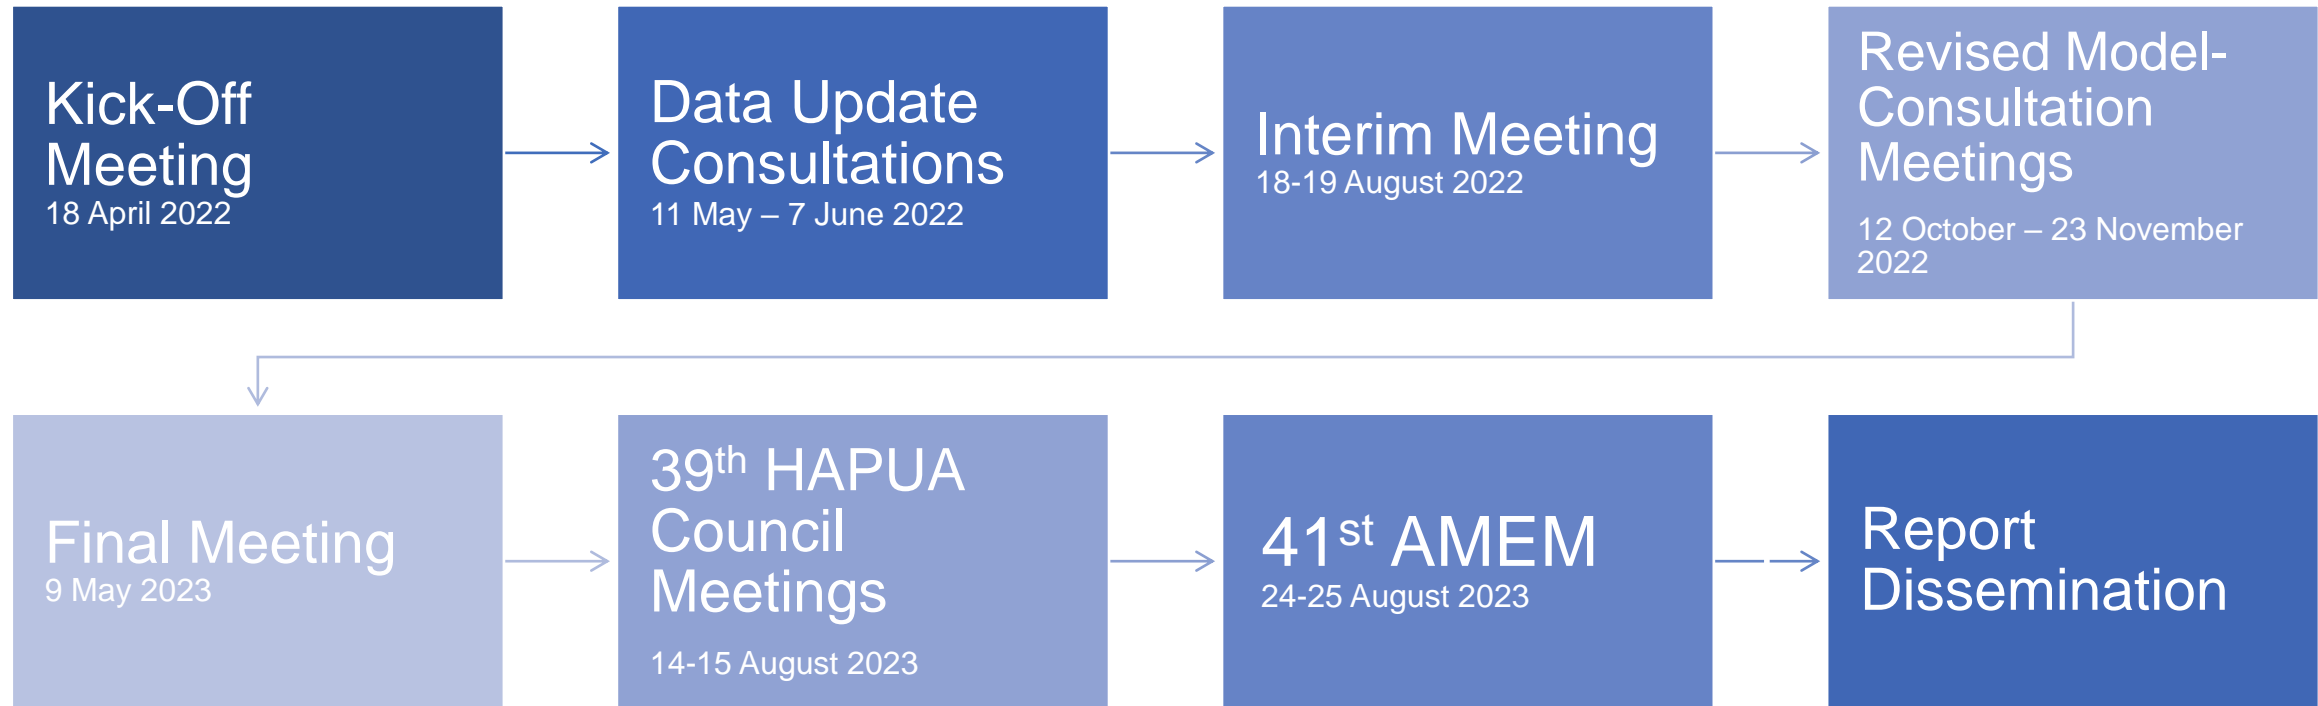 Kick-Off
Meeting
18 April 2022
Data Update
Consultations
11 May – 7 June 2022
Interim Meeting
18-19 August 2022
Revised Model-
Consultation
Meetings
12 October – 23 November
2022
Final Meeting
9 May 2023
39th HAPUA
Council
Meetings
14-15 August 2023
41st AMEM
24-25 August 2023
Report
Dissemination